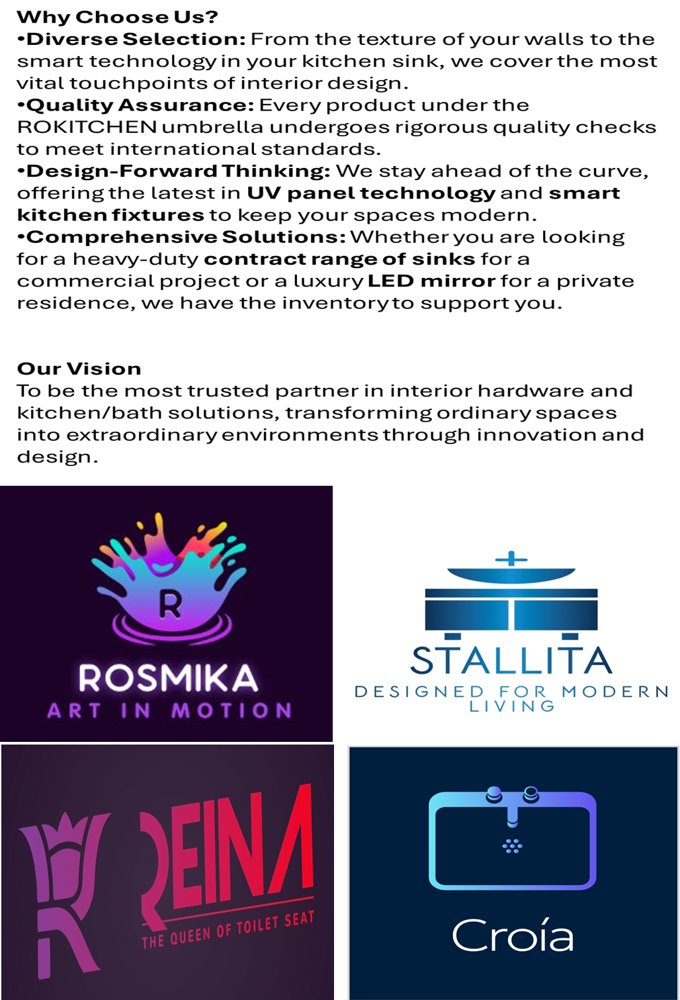 Why Choose Us?
•Diverse Selection: From the texture of your walls to the
smart technology in your kitchen sink, we cover the most
vital touchpoints of interior design.
•Quality Assurance: Every product under the
ROKITCHEN umbrella undergoes rigorous quality checks
to meet international standards.
•Design-Forward Thinking: We stay ahead of the curve,
offering the latest in UV panel technology and smart
kitchen fixtures to keep your spaces modern.
•Comprehensive Solutions: Whether you are looking
for a heavy-duty contract range of sinks for a
commercial project or a luxury LED mirror for a private
residence, we have the inventory to support you.
Our Vision
To be the most trusted partner in interior hardware and
kitchen/bath solutions, transforming ordinary spaces
into extraordinary environments through innovation and
design.
R
ROSMIKA
ART IN MOTION
STALLITA
DESIGNED FOR MODERN
LIVING
R
REINA
THE QUEEN OF TOILET SEAT
Croía